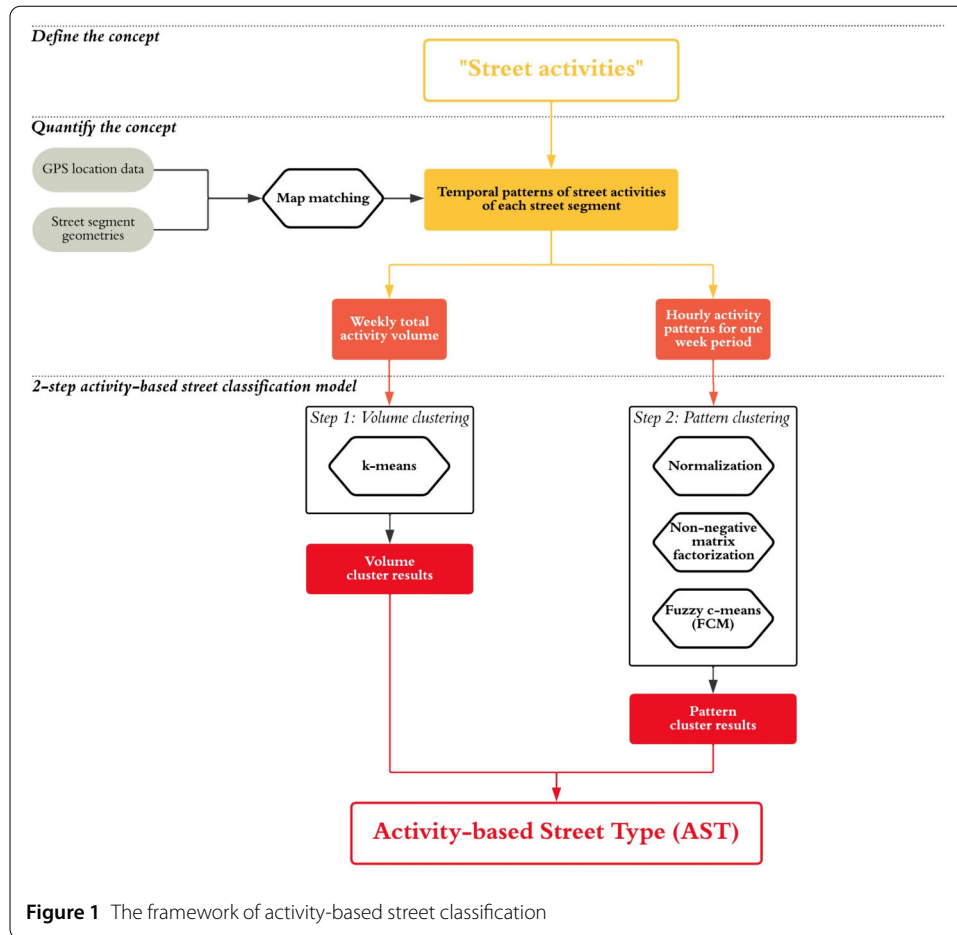 Define the concept
"Street activities"
Quantify the concept
GPS location data
Street segment
geometries
Map matching
Temporal patterns of street activities
of each street segment
Weekly total
activity volume
Hourly activity
patterns for one
week period
2-step activity-based street classification model
Step 1: Volume clustering
k-means
Volume
cluster results
Step 2: Pattern clustering
Normalization
Non-negative
matrix
factorization
Fuzzy c-means
(FCM)
Pattern
cluster results
Activity-based Street Type (AST)
Figure 1 The framework of activity-based street classification